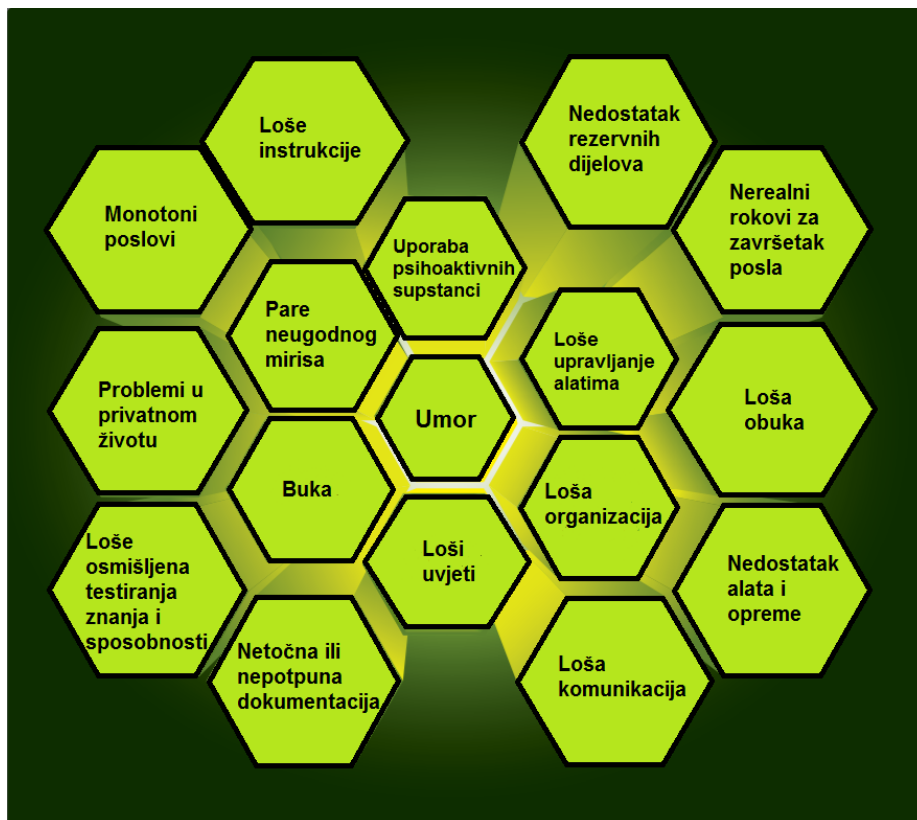 Loše
instrukcije
Nedostatak
rezervnih
dijelova
Monotoni
poslovi
Nerealni
rokovi za
završetak
posla
Uporaba
psihoaktivnih
supstanci
Pare
neugodnog
mirisa
Loše
upravljanje
alatima
Problemi u
privatnom
životu
Umor
Loša
obuka
Buka
Loša
organizacija
Loše
osmišljena
testiranja
znanja i
sposobnosti
Loši
uvjeti
Nedostatak
alata i
opreme
Netočna ili
nepotpuna
dokumentacija
Loša
komunikacija